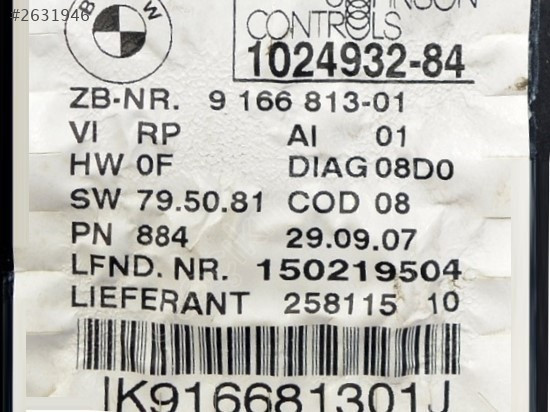 #2631946
B W
CONTROLS
1024932-84
ZB-NR. 9 166 813-01
VI RP AI 01
HW 0F DIAG 08D0
SW 79.50.81 COD 08
PN 884 29.09.07
LFND. NR. 150219504
LIEFERANT 258115 10
IK916681301J